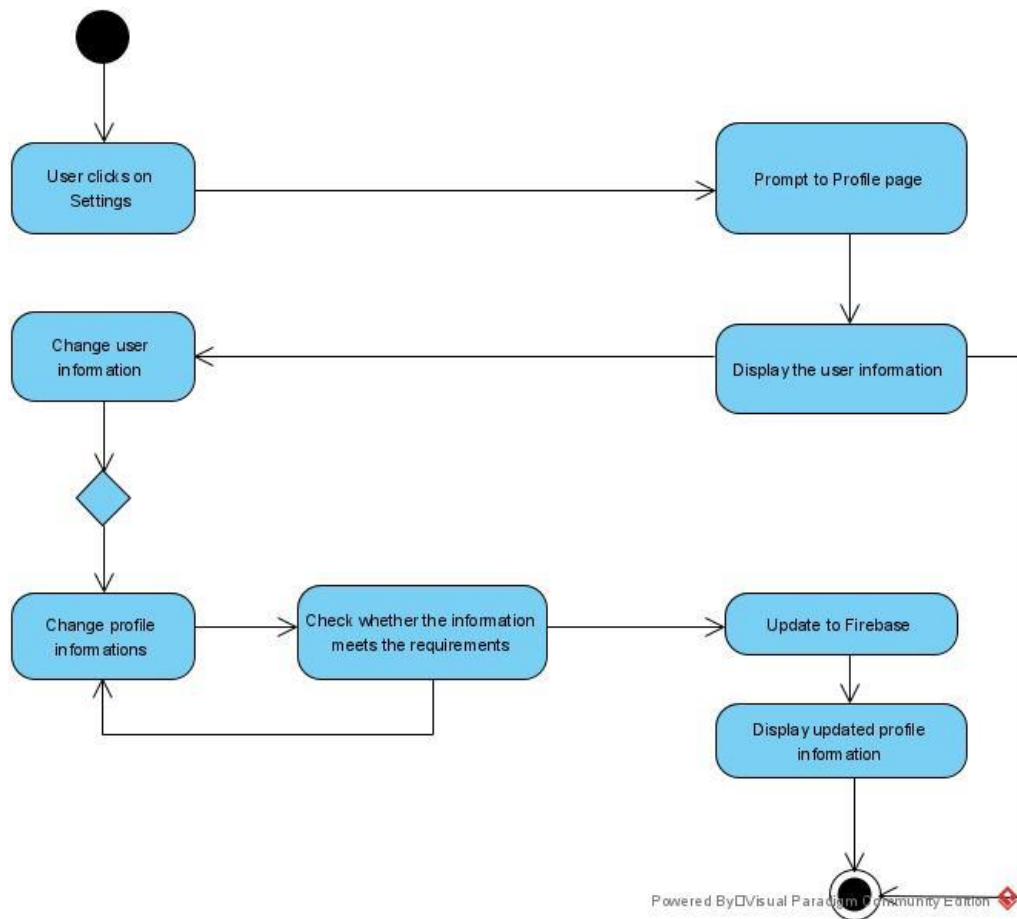 User clicks on
Settings
Prompt to Profile page
Change user
information
Display the user information
Change profile
informations
Check whether the information
meets the requirements
Update to Firebase
Display updated profile
information
Powered By□Visual Paradigm Community Edition